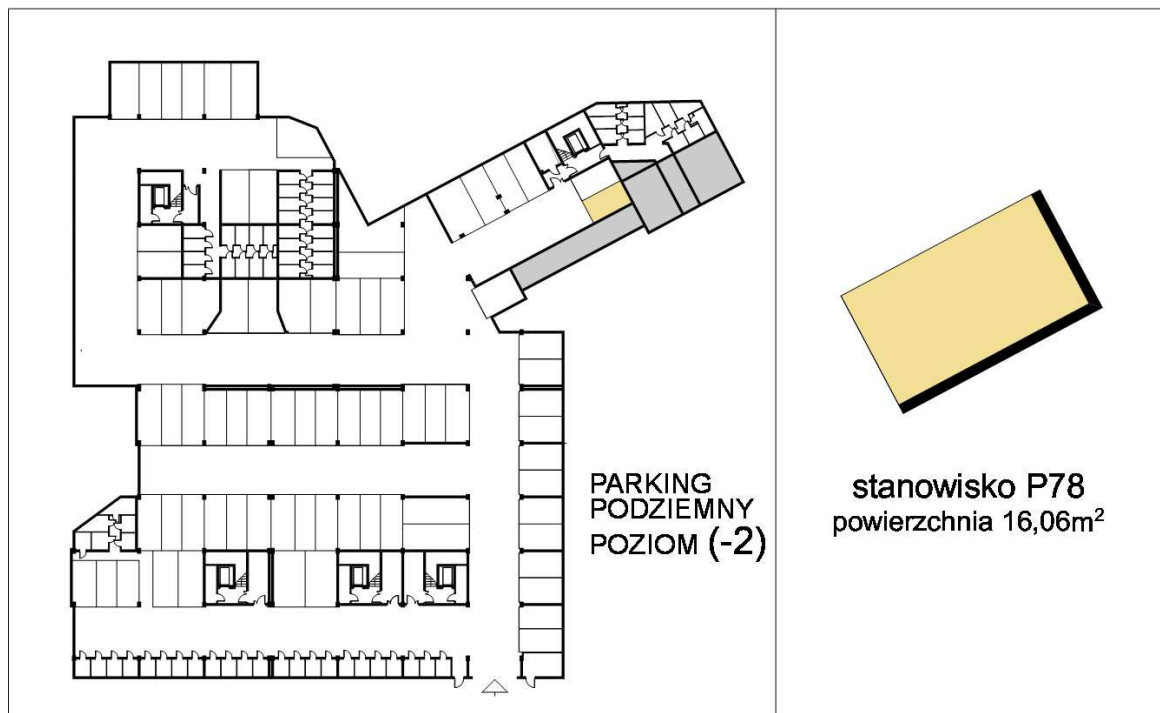 PARKING
PODZIEMNY
POZIOM (-2)
stanowisko P78
powierzchnia 16,06m²